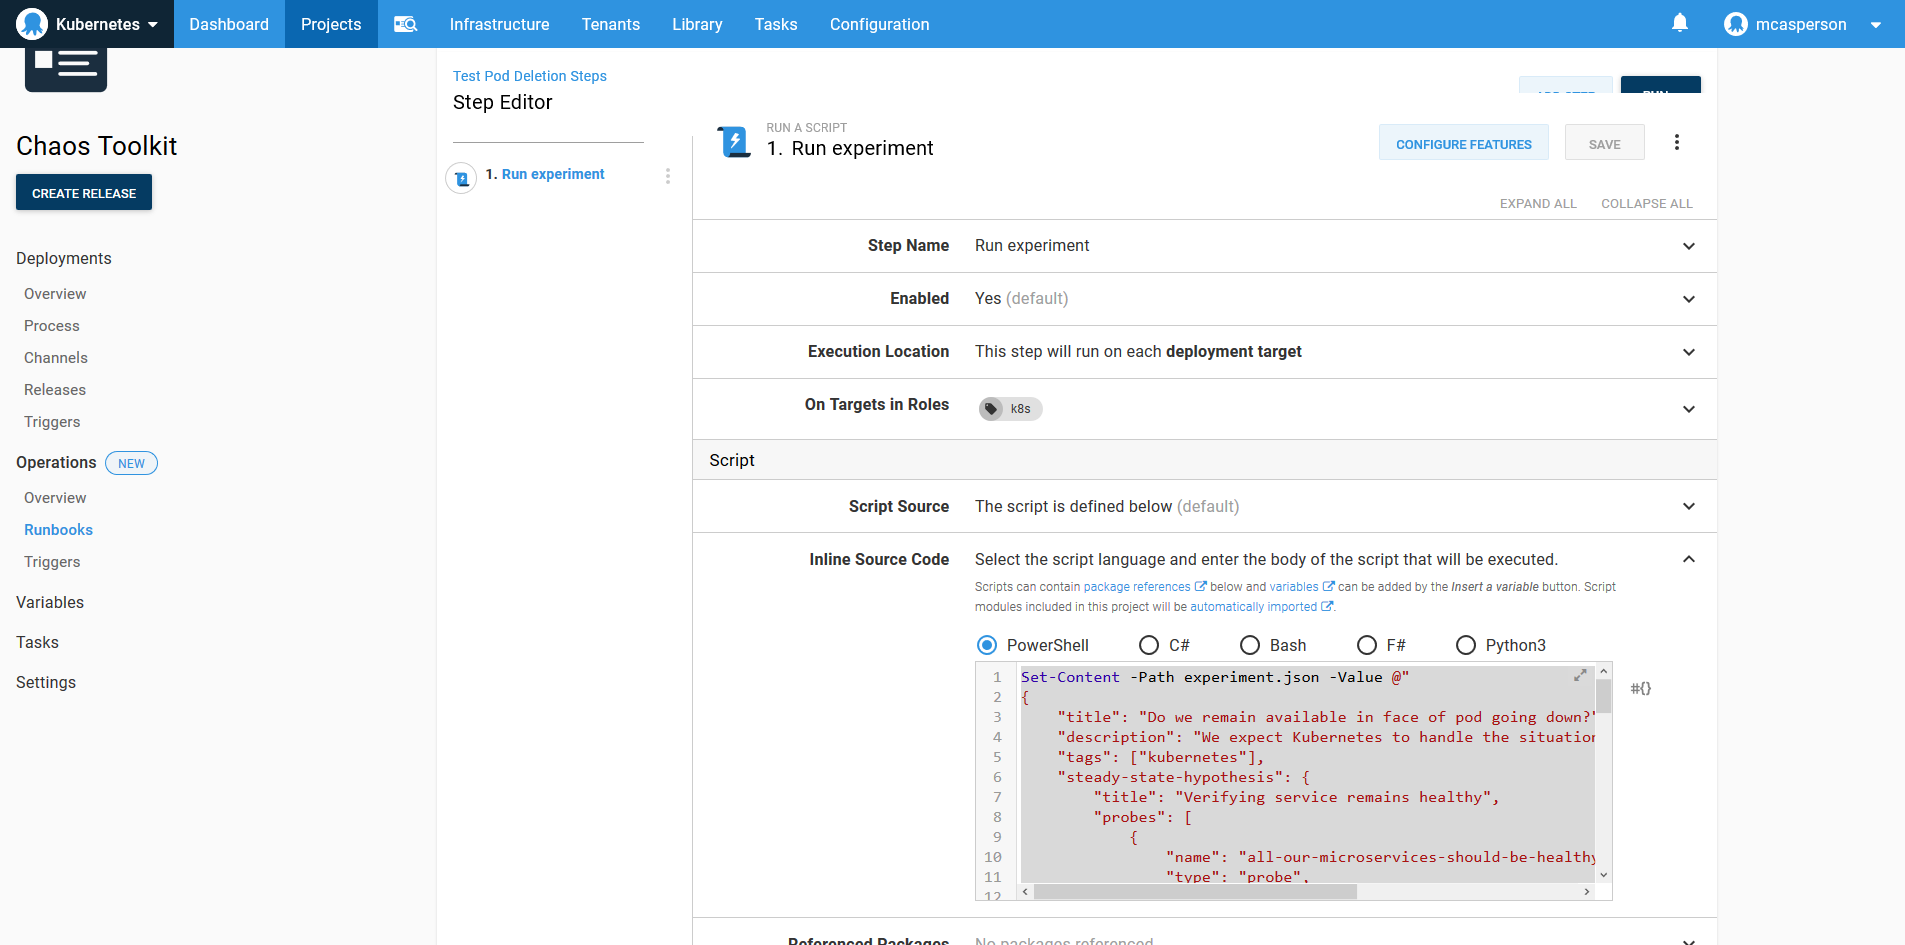 Kubernetes
Dashboard
Projects
Infrastructure
Tenants
Library
Tasks
Configuration
mcasperson
Chaos Toolkit
CREATE RELEASE
Deployments
Overview
Process
Channels
Releases
Triggers
Operations NEW
Overview
Runbooks
Triggers
Variables
Tasks
Settings
Test Pod Deletion Steps
Step Editor
1. Run experiment
RUN A SCRIPT
1. Run experiment
CONFIGURE FEATURES
SAVE
EXPAND ALL
COLLAPSE ALL
Step Name Run experiment
Enabled Yes (default)
Execution Location This step will run on each deployment target
On Targets in Roles k8s
Script
Script Source The script is defined below (default)
Inline Source Code Select the script language and enter the body of the script that will be executed.
Scripts can contain package references below and variables can be added by the Insert a variable button. Script
modules included in this project will be automatically imported.
PowerShell C# Bash F# Python3
1 Set-Content -Path experiment.json -Value @"
#{}
2 {
3 "title": "Do we remain available in face of pod going down?"
4 "description": "We expect Kubernetes to handle the situation
5 "tags": ["kubernetes"],
6 "steady-state-hypothesis": {
7 "title": "Verifying service remains healthy",
8 "probes": [
9 {
10 "name": "all-our-microservices-should-be-healthy
11 "type": "probe",
12
Referenced Packages No packages referenced